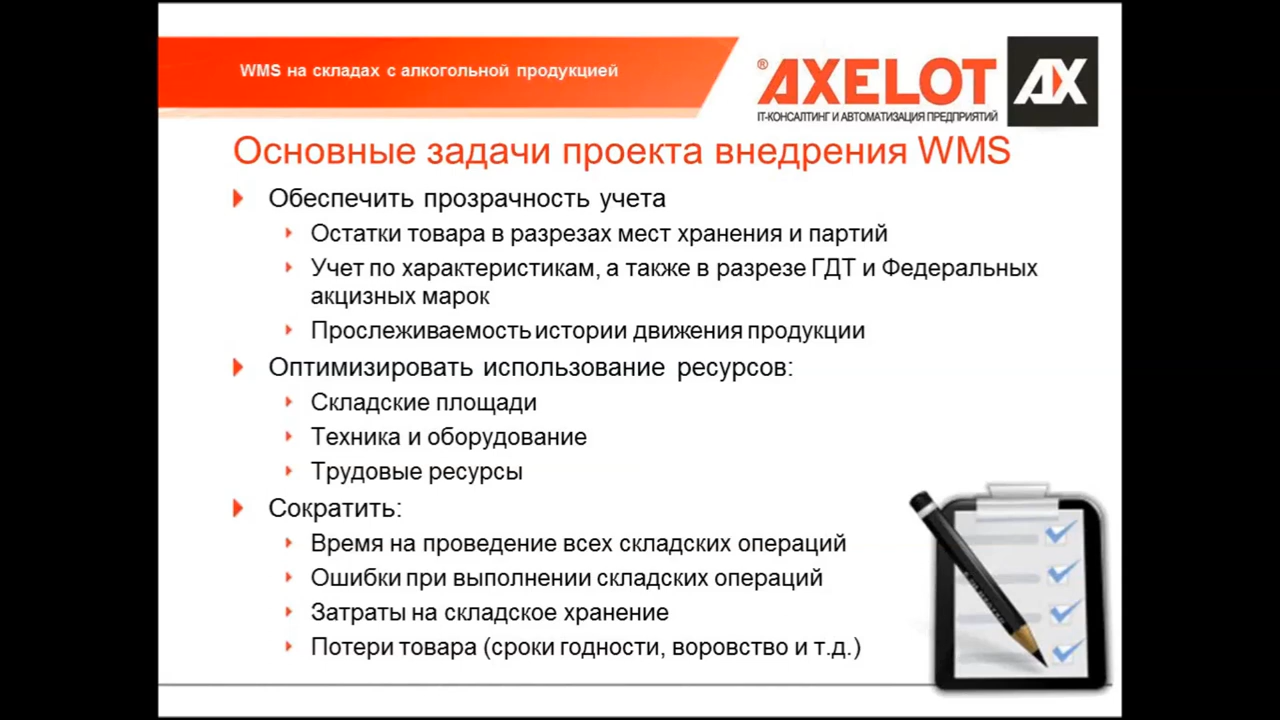 WMS на складах с алкогольной продукцией
® AXELOT AX
IT-КОНСАЛТИНГ И АВТОМАТИЗАЦИЯ ПРЕДПРИЯТИЙ
Основные задачи проекта внедрения WMS
Обеспечить прозрачность учета
Остатки товара в разрезах мест хранения и партий
Учет по характеристикам, а также в разрезе ГДТ и Федеральных
акцизных марок
Прослеживаемость истории движения продукции
Оптимизировать использование ресурсов:
Складские площади
Техника и оборудование
Трудовые ресурсы
Сократить:
Время на проведение всех складских операций
Ошибки при выполнении складских операций
Затраты на складское хранение
Потери товара (сроки годности, воровство и т.д.)